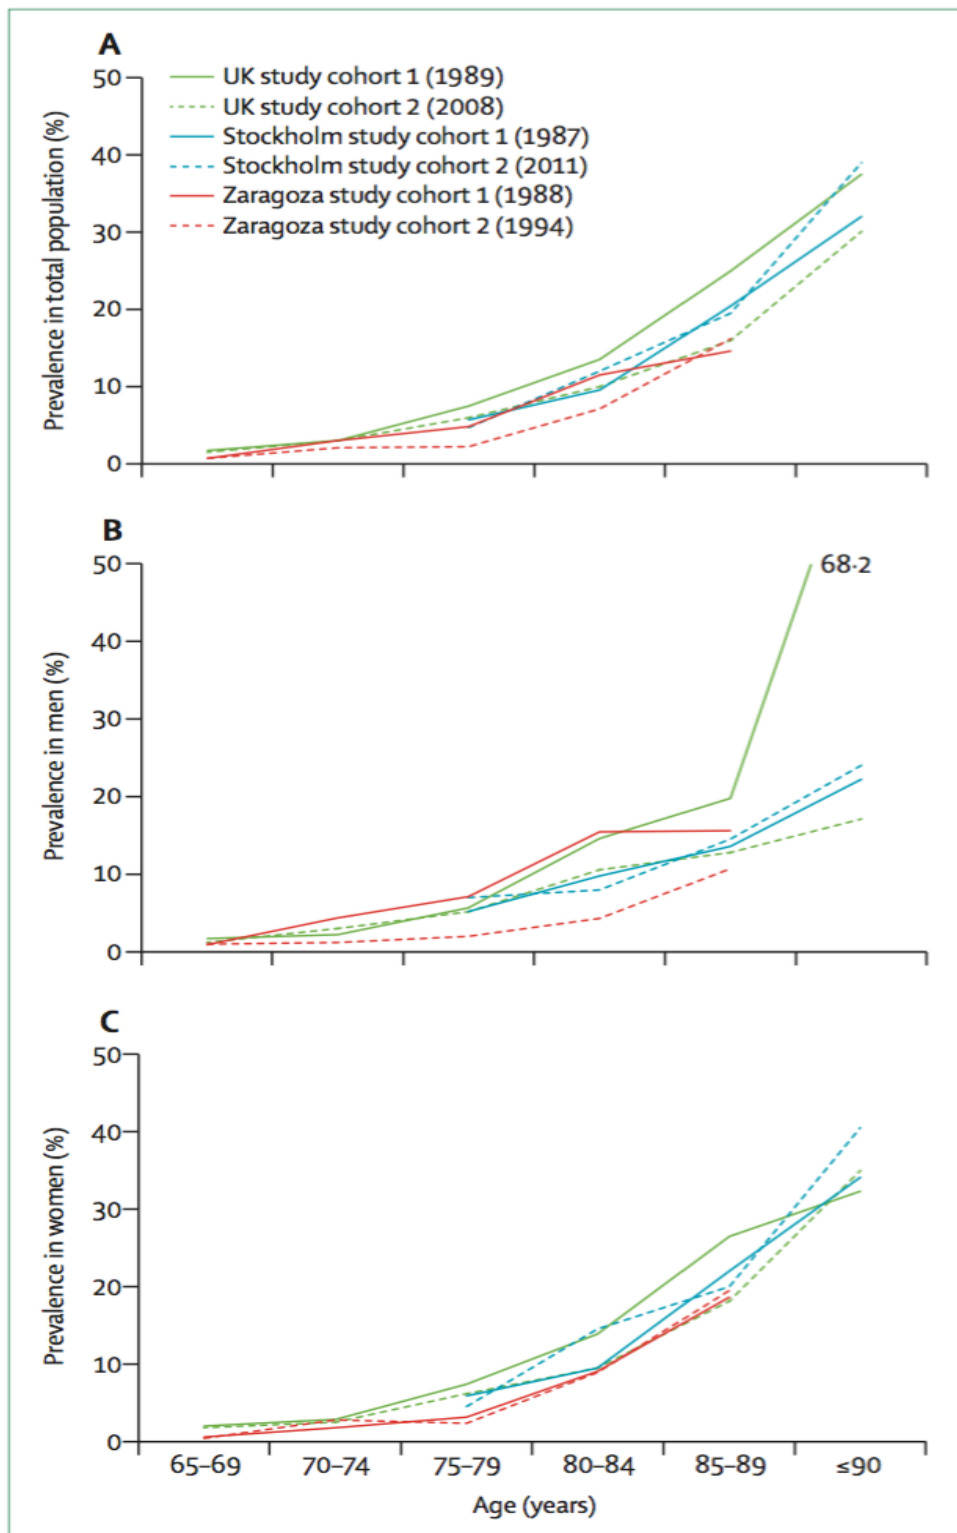 A
50
40
30
20
10
0
Prevalence in total population (%)
UK study cohort 1 (1989)
UK study cohort 2 (2008)
Stockholm study cohort 1 (1987)
Stockholm study cohort 2 (2011)
Zaragoza study cohort 1 (1988)
Zaragoza study cohort 2 (1994)
B
50
40
30
20
10
0
Prevalence in men (%)
68·2
C
50
40
30
20
10
0
Prevalence in women (%)
65–69 70–74 75–79 80–84 85–89 ≤90
Age (years)